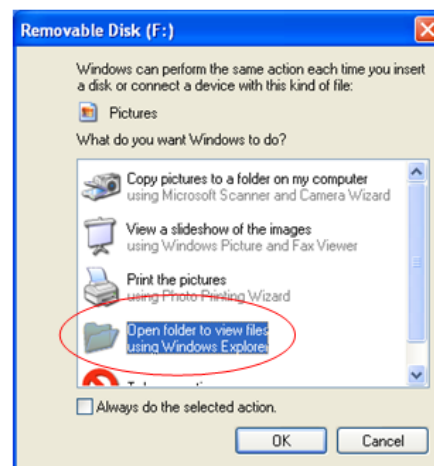 Removable Disk (F:)
Windows can perform the same action each time you insert
a disk or connect a device with this kind of file:
Pictures
What do you want Windows to do?
Copy pictures to a folder on my computer
using Microsoft Scanner and Camera Wizard
View a slideshow of the images
using Windows Picture and Fax Viewer
Print the pictures
using Photo Printing Wizard
Open folder to view files
using Windows Explorer
Always do the selected action.
OK
Cancel